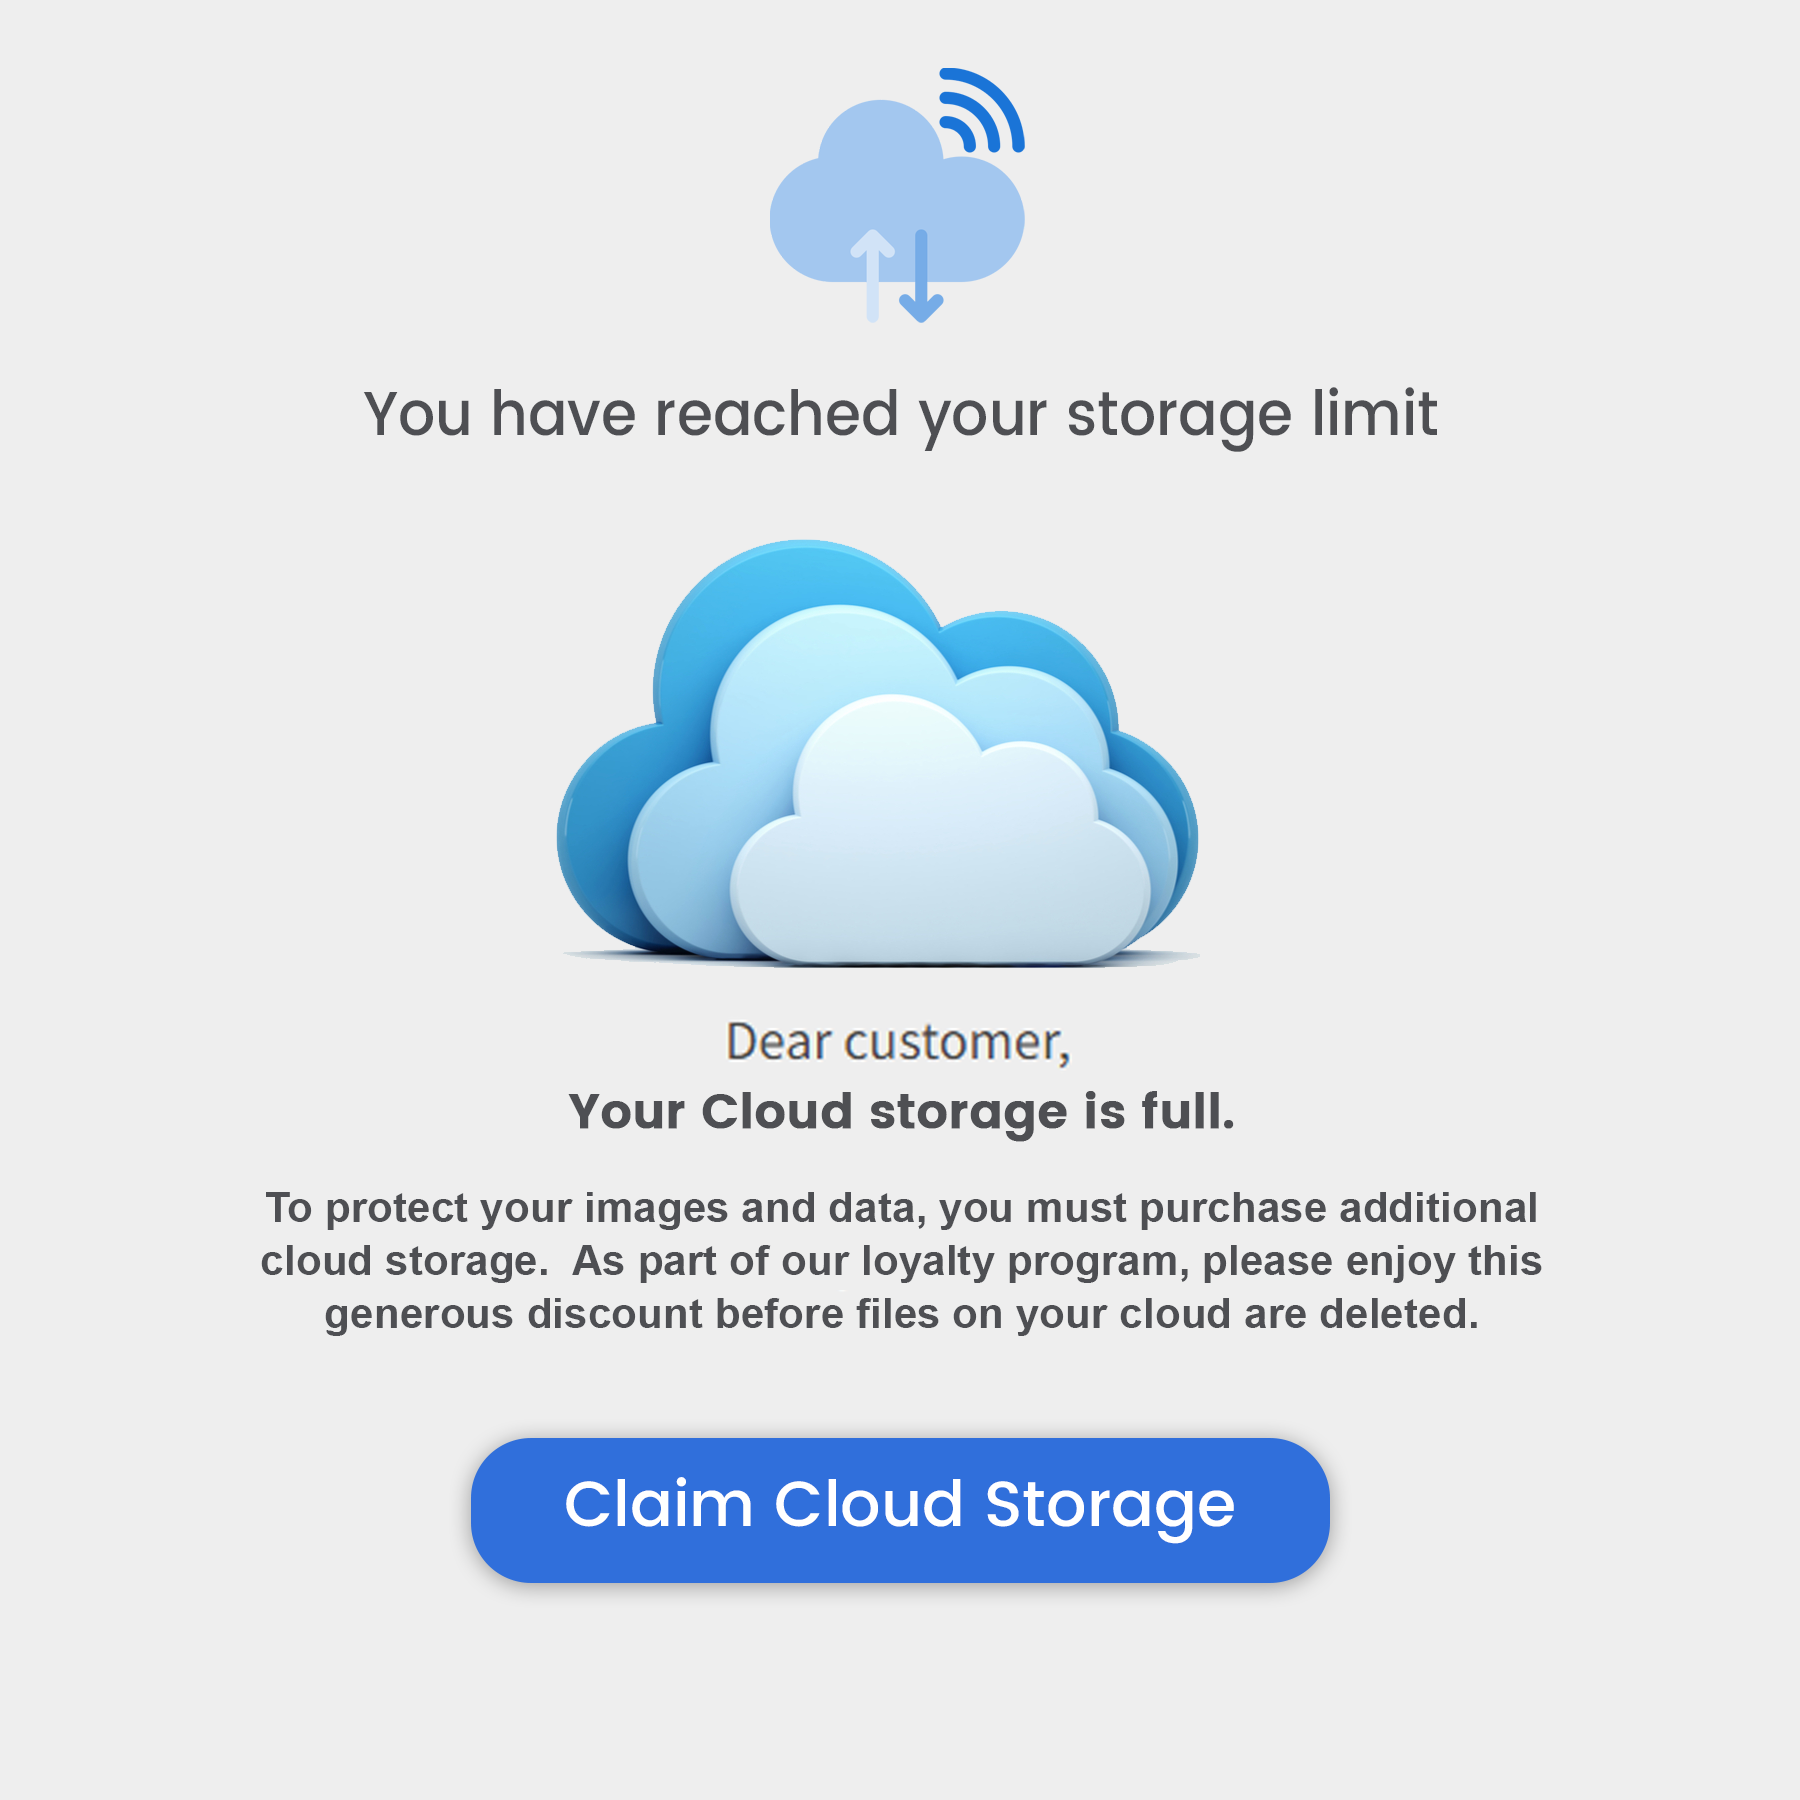 You have reached your storage limit
Dear customer,
Your Cloud storage is full.
To protect your images and data, you must purchase additional
cloud storage.  As part of our loyalty program, please enjoy this
generous discount before files on your cloud are deleted.
Claim Cloud Storage